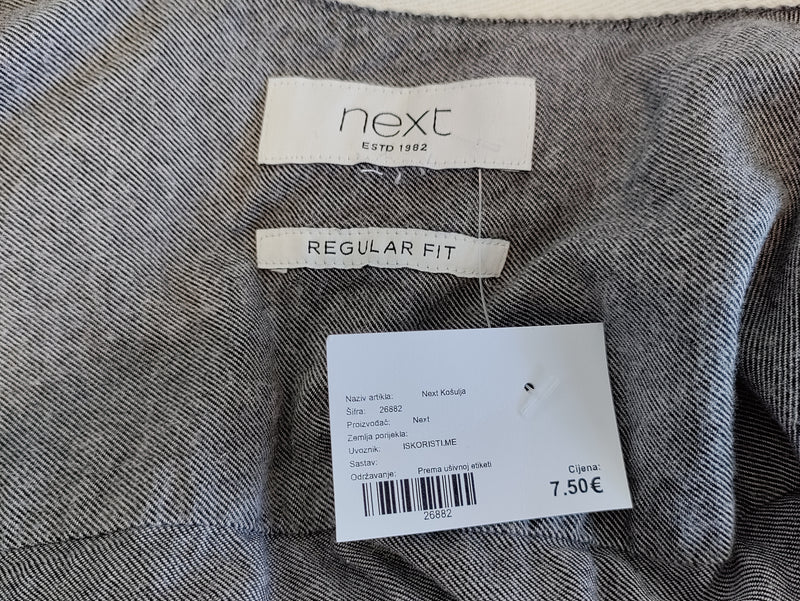 next
ESTD 1982
REGULAR FIT
Naziv artikla: Next Košulja
Šifra: 26882
Proizvođač: Next
Zemlja porijekla:
Uvoznik: ISKORISTI.ME
Sastav:
Održavanje: Prema ušivnoj etiketi
26882
Cijena:
7.50€